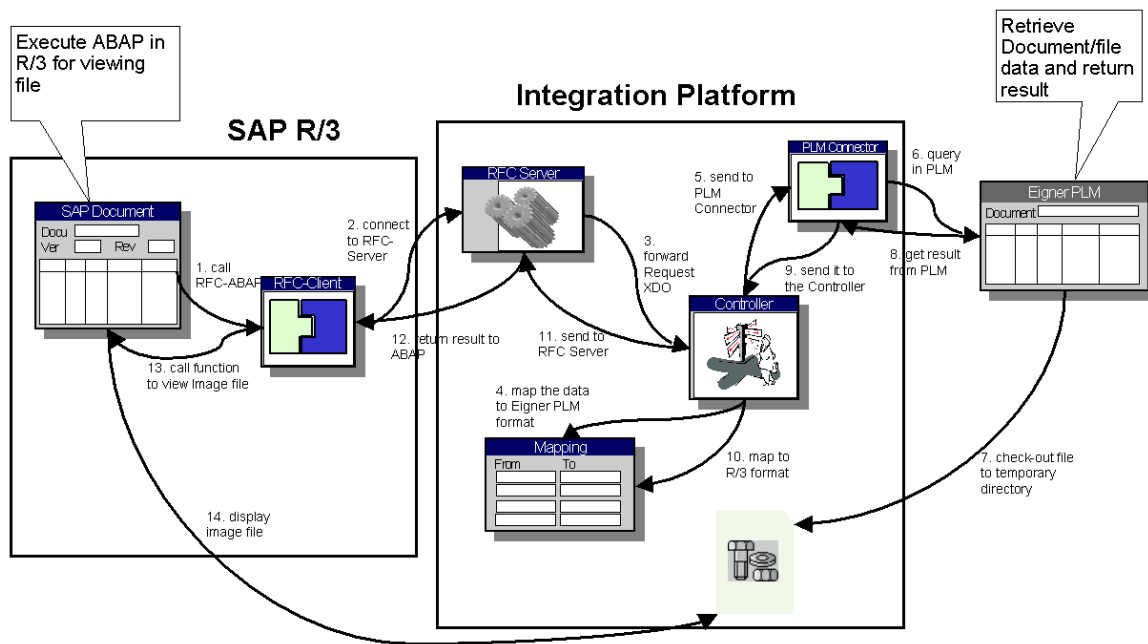 Execute ABAP in
R/3 for viewing
file
Retrieve
Document/file
data and return
result
Integration Platform
SAP R/3
SAP Document
Docu
Ver
Rev
1. call
RFC-ABAP
RFC-Client
2. connect
to RFC-
Server
RFC Server
3.
forward
Request
XDO
5. send to
PLM
Connector
PLM Connector
6. query
in PLM
Eigner PLM
Document
8. get result
from PLM
9. send it to
the Controller
Controller
11. send to
RFC Server
12. return result to
ABAP
13. call function
to view Image file
4. map the data
to Eigner PLM
format
Mapping
From
To
10. map to
R/3 format
7. check-out file
to temporary
directory
14. display
image file